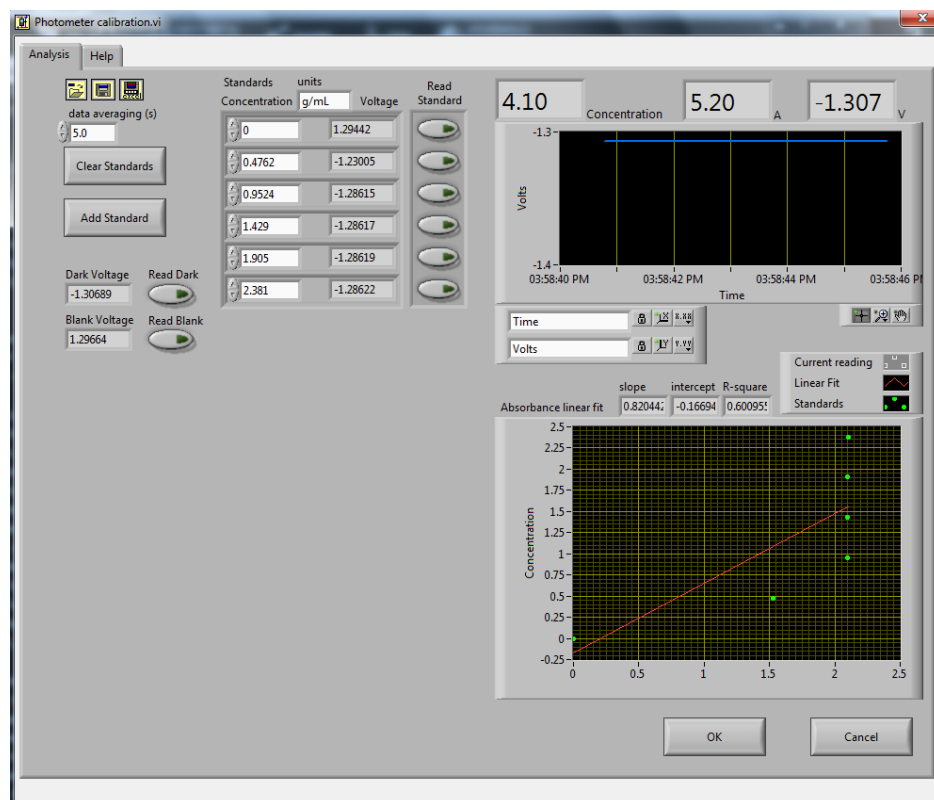 Photometer calibration.vi
Analysis Help
data averaging (s)
5.0
Clear Standards
Add Standard
Dark Voltage Read Dark
-1.30689
Blank Voltage Read Blank
1.29664
Standards units
Concentration g/mL Voltage
Read
Standard
0 1.29442
0.4762 -1.23005
0.9524 -1.28615
1.429 -1.28617
1.905 -1.28619
2.381 -1.28622
4.10 Concentration 5.20 A -1.307 V
-1.3
Volts
-1.4
03:58:40 PM 03:58:42 PM 03:58:44 PM 03:58:46 P
Time
Time
Volts
Current reading
Linear Fit
Standards
slope intercept R-square
Absorbance linear fit 0.820442 -0.16694 0.60095
2.5
2.25
2
1.75
1.5
1.25
1
0.75
0.5
0.25
0
-0.25
Concentration
0 0.5 1 1.5 2 2.5
OK Cancel